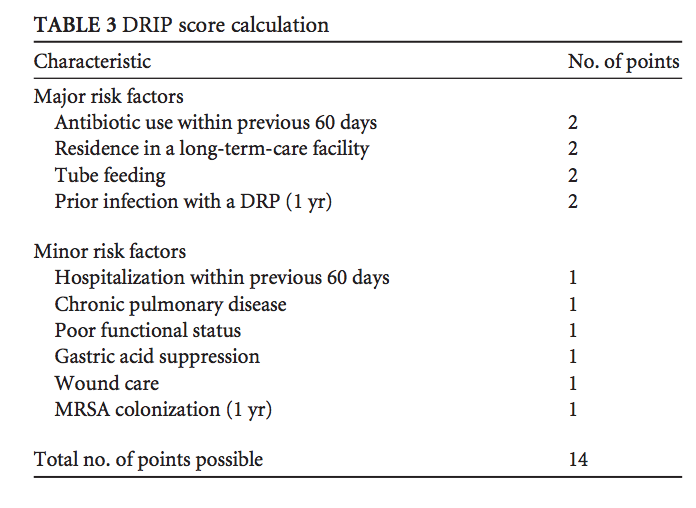 TABLE 3 DRIP score calculation
Characteristic No. of points
Major risk factors
Antibiotic use within previous 60 days 2
Residence in a long-term-care facility 2
Tube feeding 2
Prior infection with a DRP (1 yr) 2
Minor risk factors
Hospitalization within previous 60 days 1
Chronic pulmonary disease 1
Poor functional status 1
Gastric acid suppression 1
Wound care 1
MRSA colonization (1 yr) 1
Total no. of points possible 14